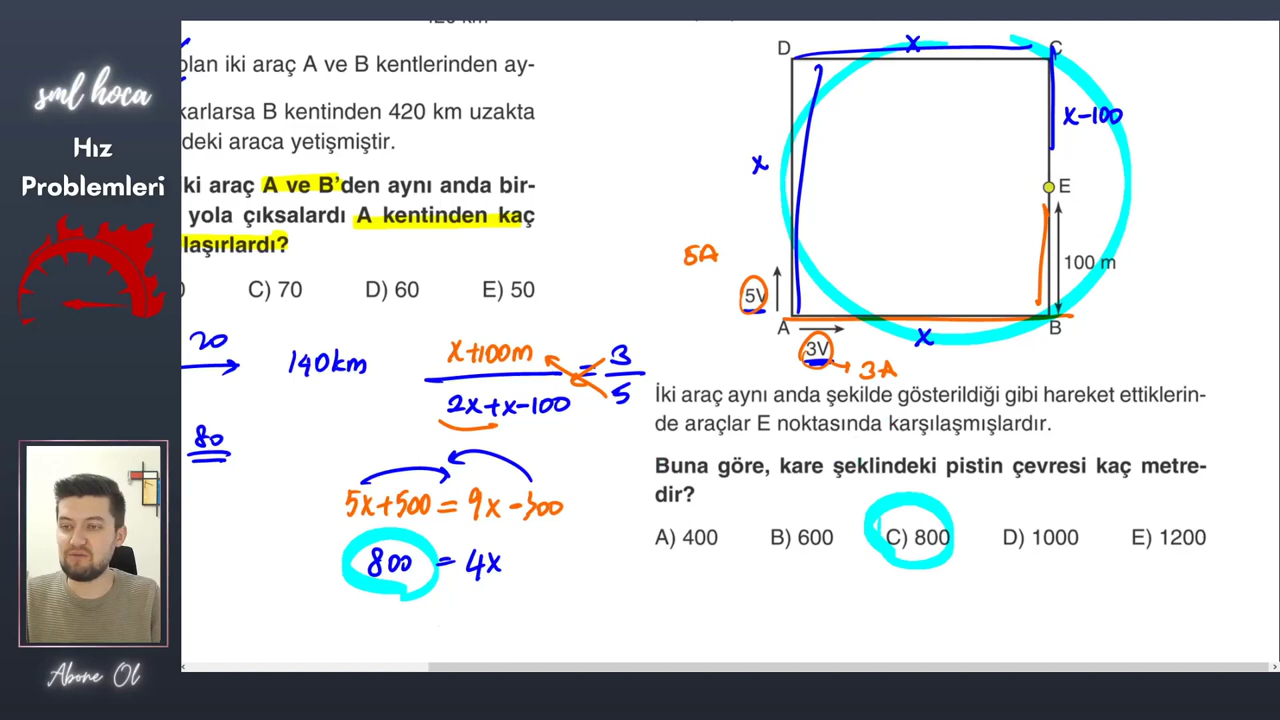 sml hoca
Hız
Problemleri
Abone Ol
olan iki araç A ve B kentlerinden ay-
karlarsa B kentinden 420 km uzakta
deki araca yetişmiştir.
ki araç A ve B'den aynı anda bir-
yola çıksalardı A kentinden kaç
laşırlardı?
C) 70 D) 60 E) 50
20
140km
80
x+100m = 3
2x+x-100 5
5x+500 = 9x-300
800 = 4x
D x C
x-100
x
E
5A
100 m
5V
A B
x
3V
3A
İki araç aynı anda şekilde gösterildiği gibi hareket ettiklerin-
de araçlar E noktasında karşılaşmışlardır.
Buna göre, kare şeklindeki pistin çevresi kaç metre-
dir?
A) 400 B) 600 C) 800 D) 1000 E) 1200